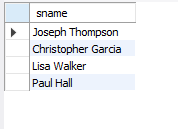 sname
Joseph Thompson
Christopher Garcia
Lisa Walker
Paul Hall